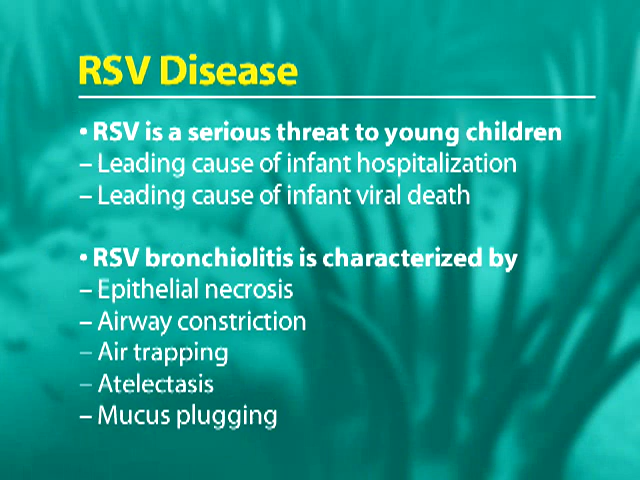 RSV Disease
• RSV is a serious threat to young children
– Leading cause of infant hospitalization
– Leading cause of infant viral death
• RSV bronchiolitis is characterized by
– Epithelial necrosis
– Airway constriction
– Air trapping
– Atelectasis
– Mucus plugging